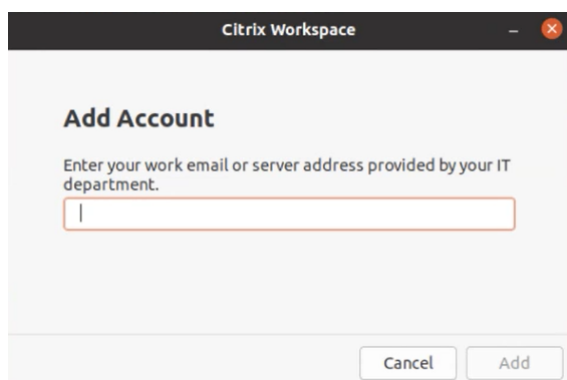 Citrix Workspace
Add Account
Enter your work email or server address provided by your IT
department.
Cancel
Add